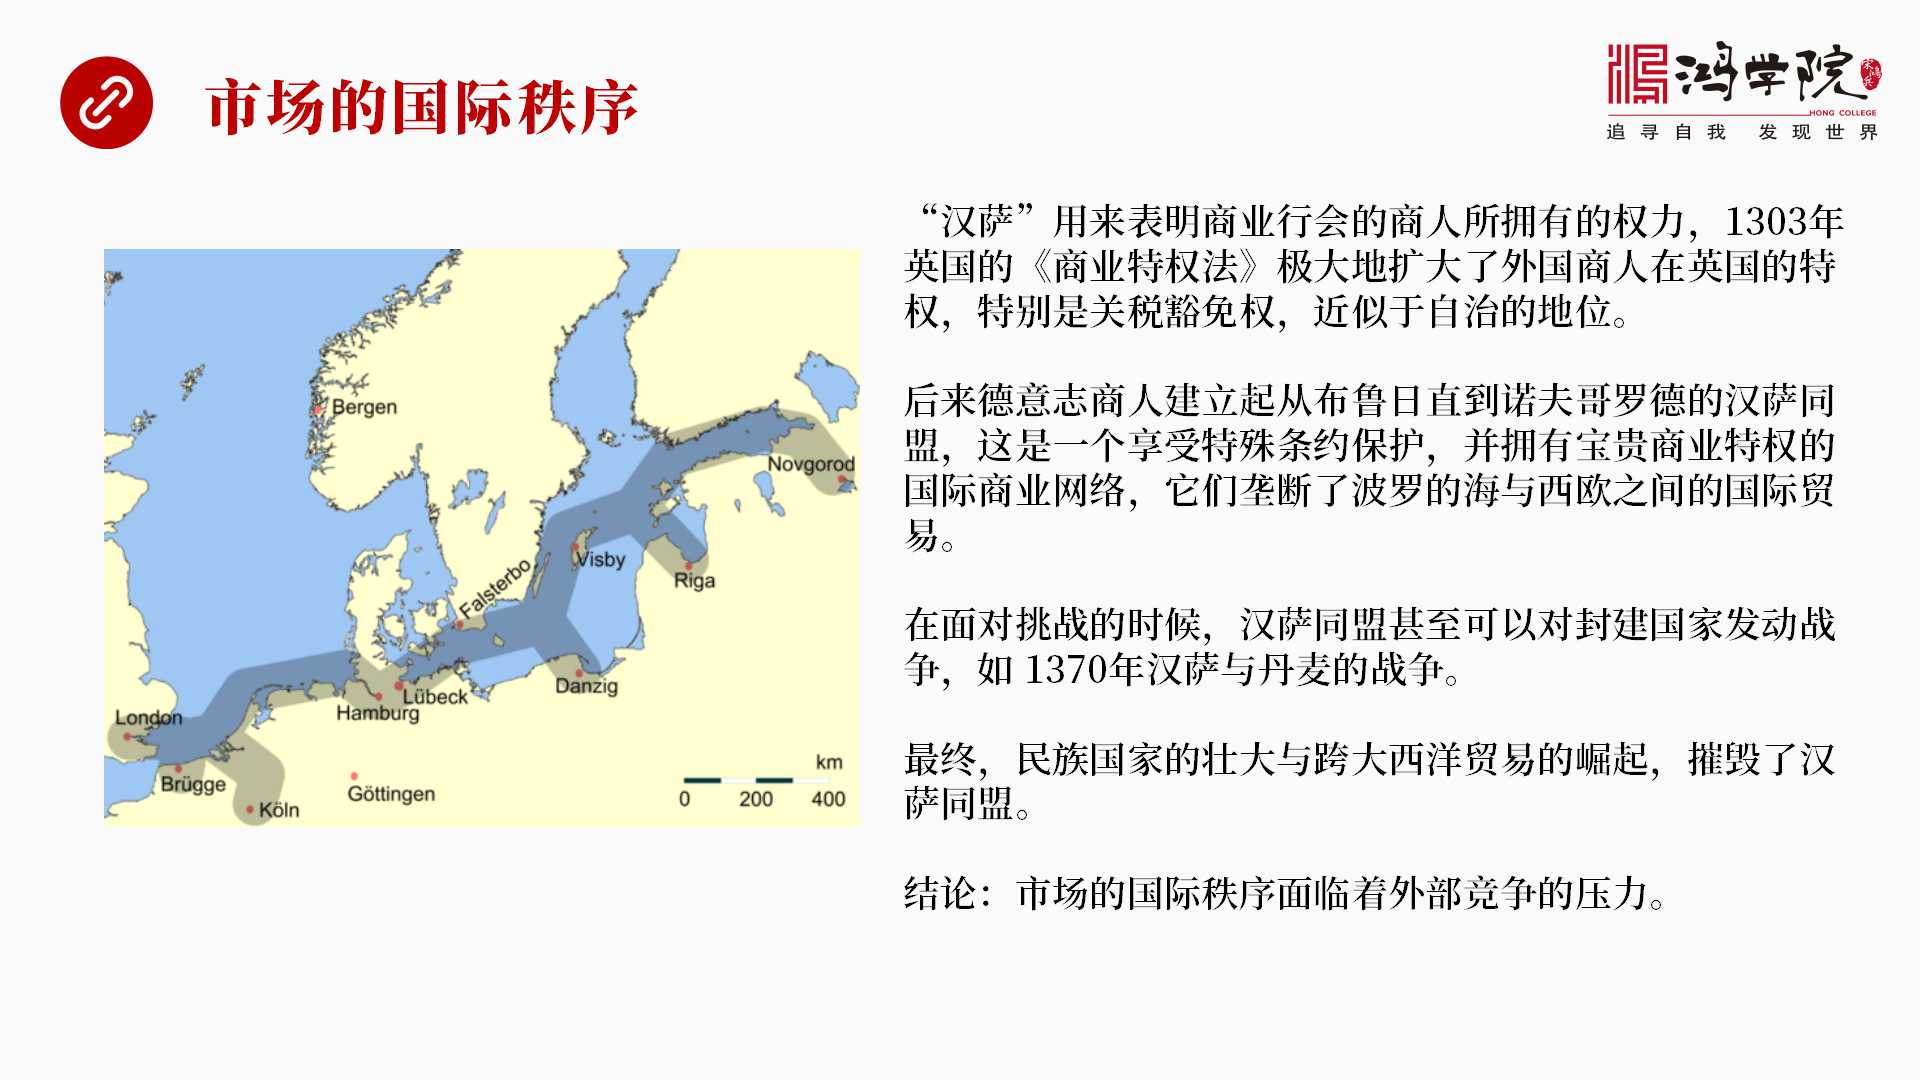 市场的国际秩序
鸿学院
宋鸿兵
HONG COLLEGE
追寻自我 发现世界
“汉萨”用来表明商业行会的商人所拥有的权力，1303年
英国的《商业特权法》极大地扩大了外国商人在英国的特
权，特别是关税豁免权，近似于自治的地位。
后来德意志商人建立起从布鲁日直到诺夫哥罗德的汉萨同
盟，这是一个享受特殊条约保护，并拥有宝贵商业特权的
国际商业网络，它们垄断了波罗的海与西欧之间的国际贸
易。
在面对挑战的时候，汉萨同盟甚至可以对封建国家发动战
争，如 1370年汉萨与丹麦的战争。
最终，民族国家的壮大与跨大西洋贸易的崛起，摧毁了汉
萨同盟。
结论：市场的国际秩序面临着外部竞争的压力。
Bergen
Novgorod
Visby
Riga
Falsterbo
Danzig
Lübeck
Hamburg
London
Brügge
Göttingen
Köln
km
0 200 400